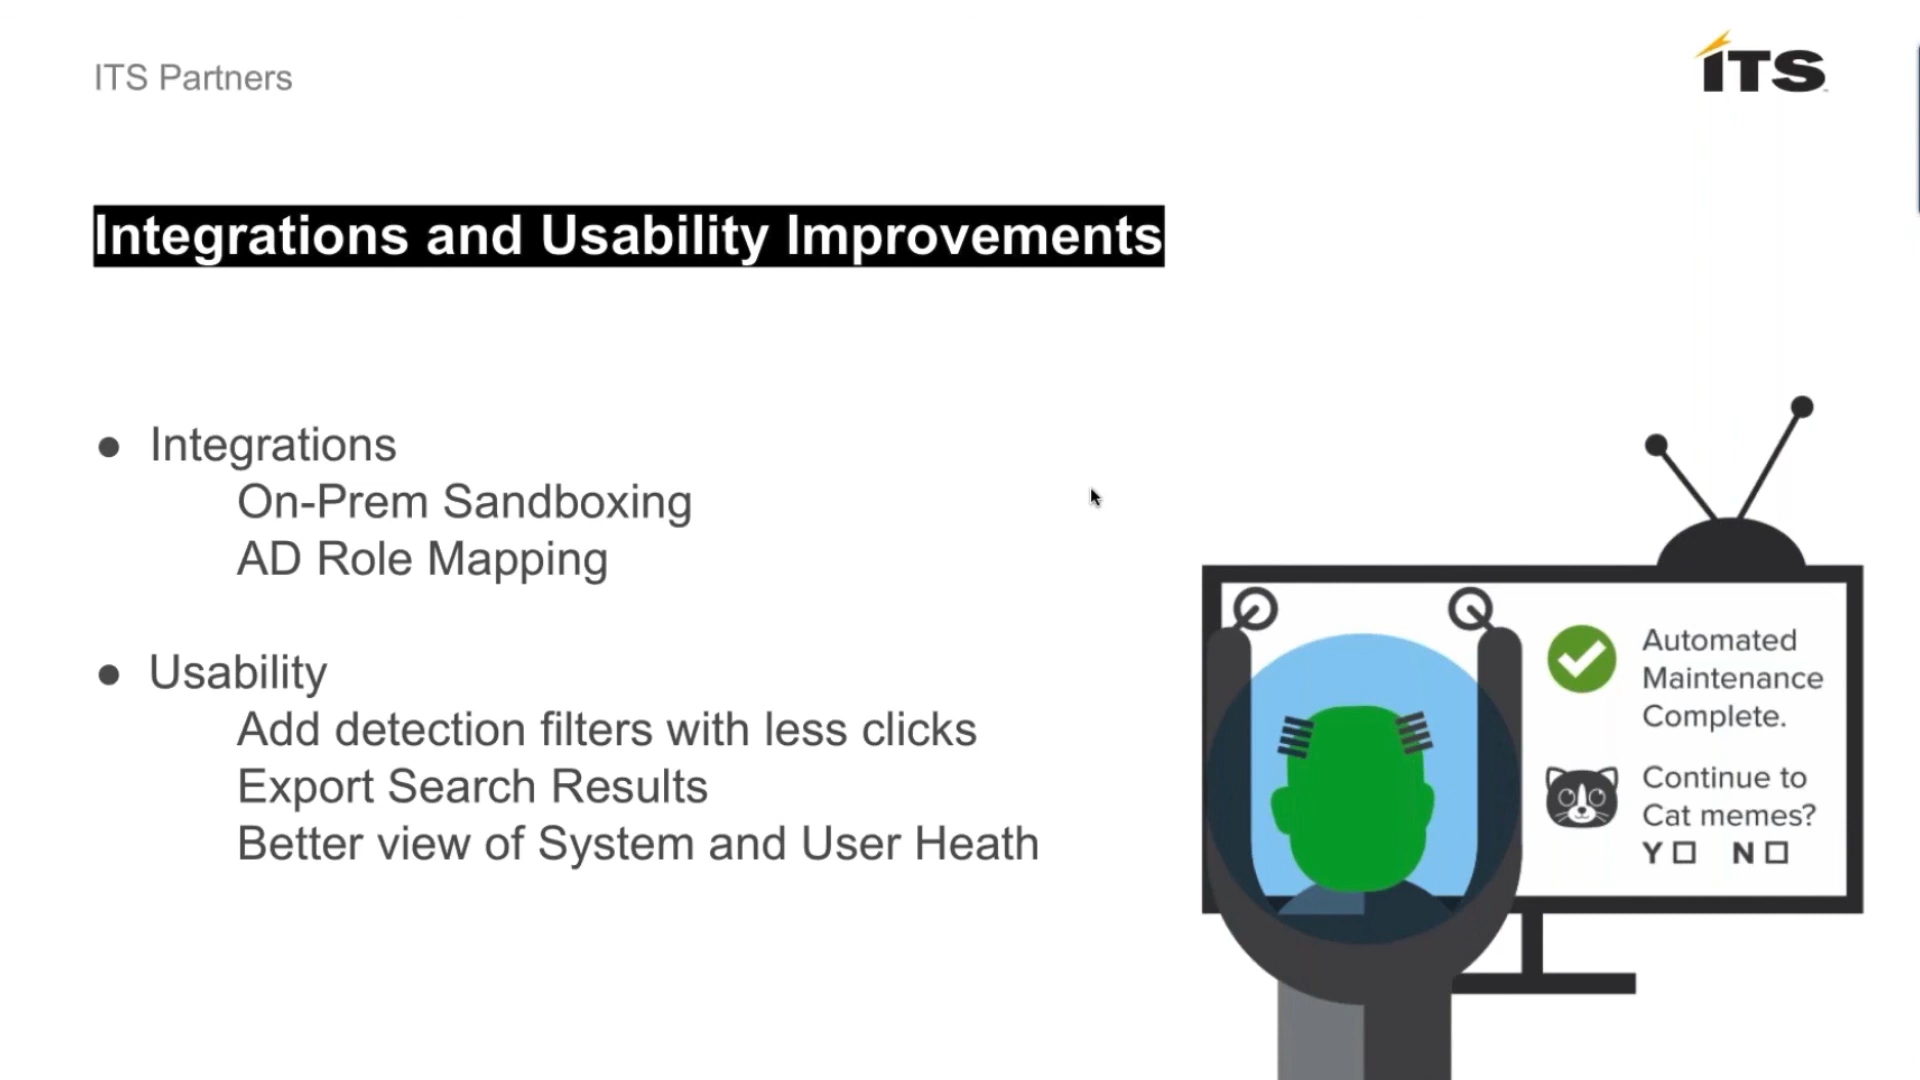 ITS Partners
ITS
Integrations and Usability Improvements
● Integrations
On-Prem Sandboxing
AD Role Mapping
● Usability
Add detection filters with less clicks
Export Search Results
Better view of System and User Heath
Automated
Maintenance
Complete.
Continue to
Cat memes?
Y □ N □